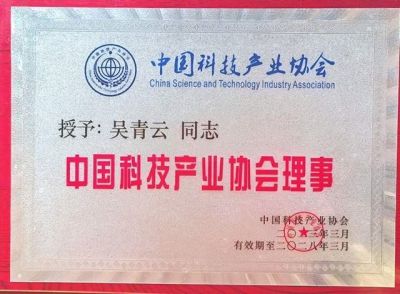 中国科技产业协会
China Science and Technology Industry Association
授予: 吴青云 同志
中国科技产业协会理事
中国科技产业协会
二〇二三年三月
有效期至二〇二八年三月